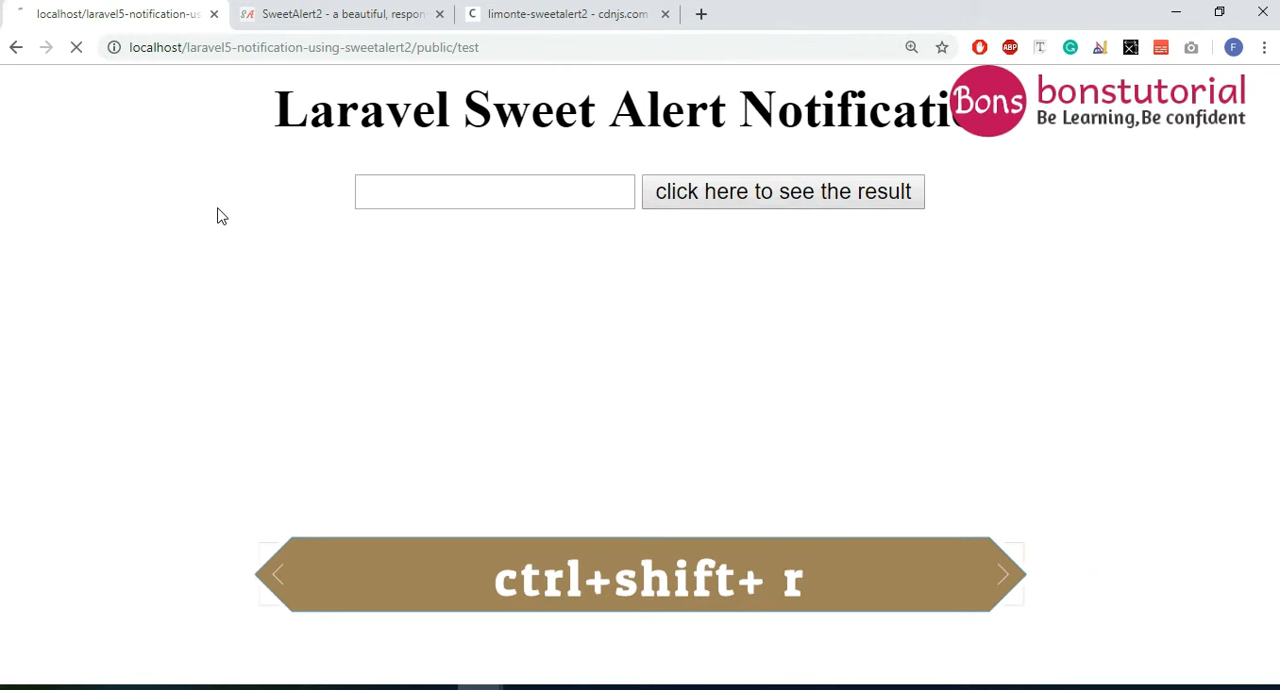 localhost/laravel5-notification-us
SweetAlert2 - a beautiful, respon
C limonte-sweetalert2 - cdnjs.com
localhost/laravel5-notification-using-sweetalert2/public/test
ABP
T
G
F
Laravel Sweet Alert Notificati
Bons
bonstutorial
Be Learning,Be confident
click here to see the result
ctrl+shift+ r